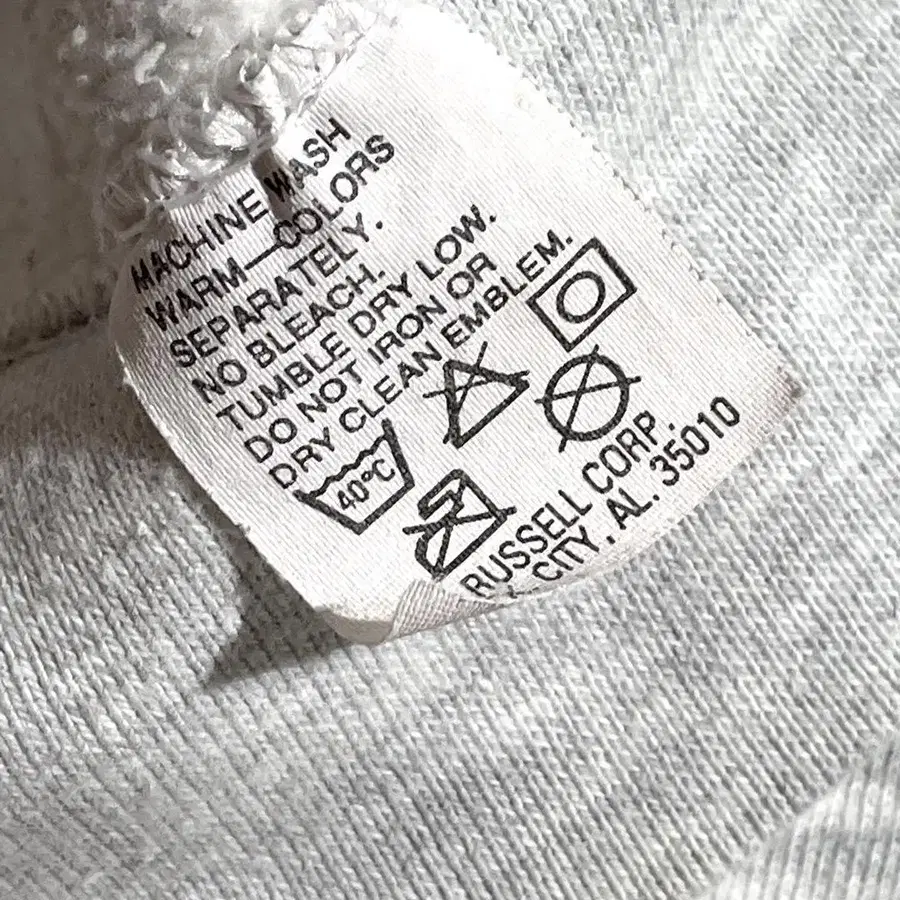 MACHINE WASH
WARM—COLORS
SEPARATELY.
NO BLEACH.
TUMBLE DRY LOW.
DO NOT IRON OR
DRY CLEAN EMBLEM.
40°C
RUSSELL CORP.
CITY, AL. 35010